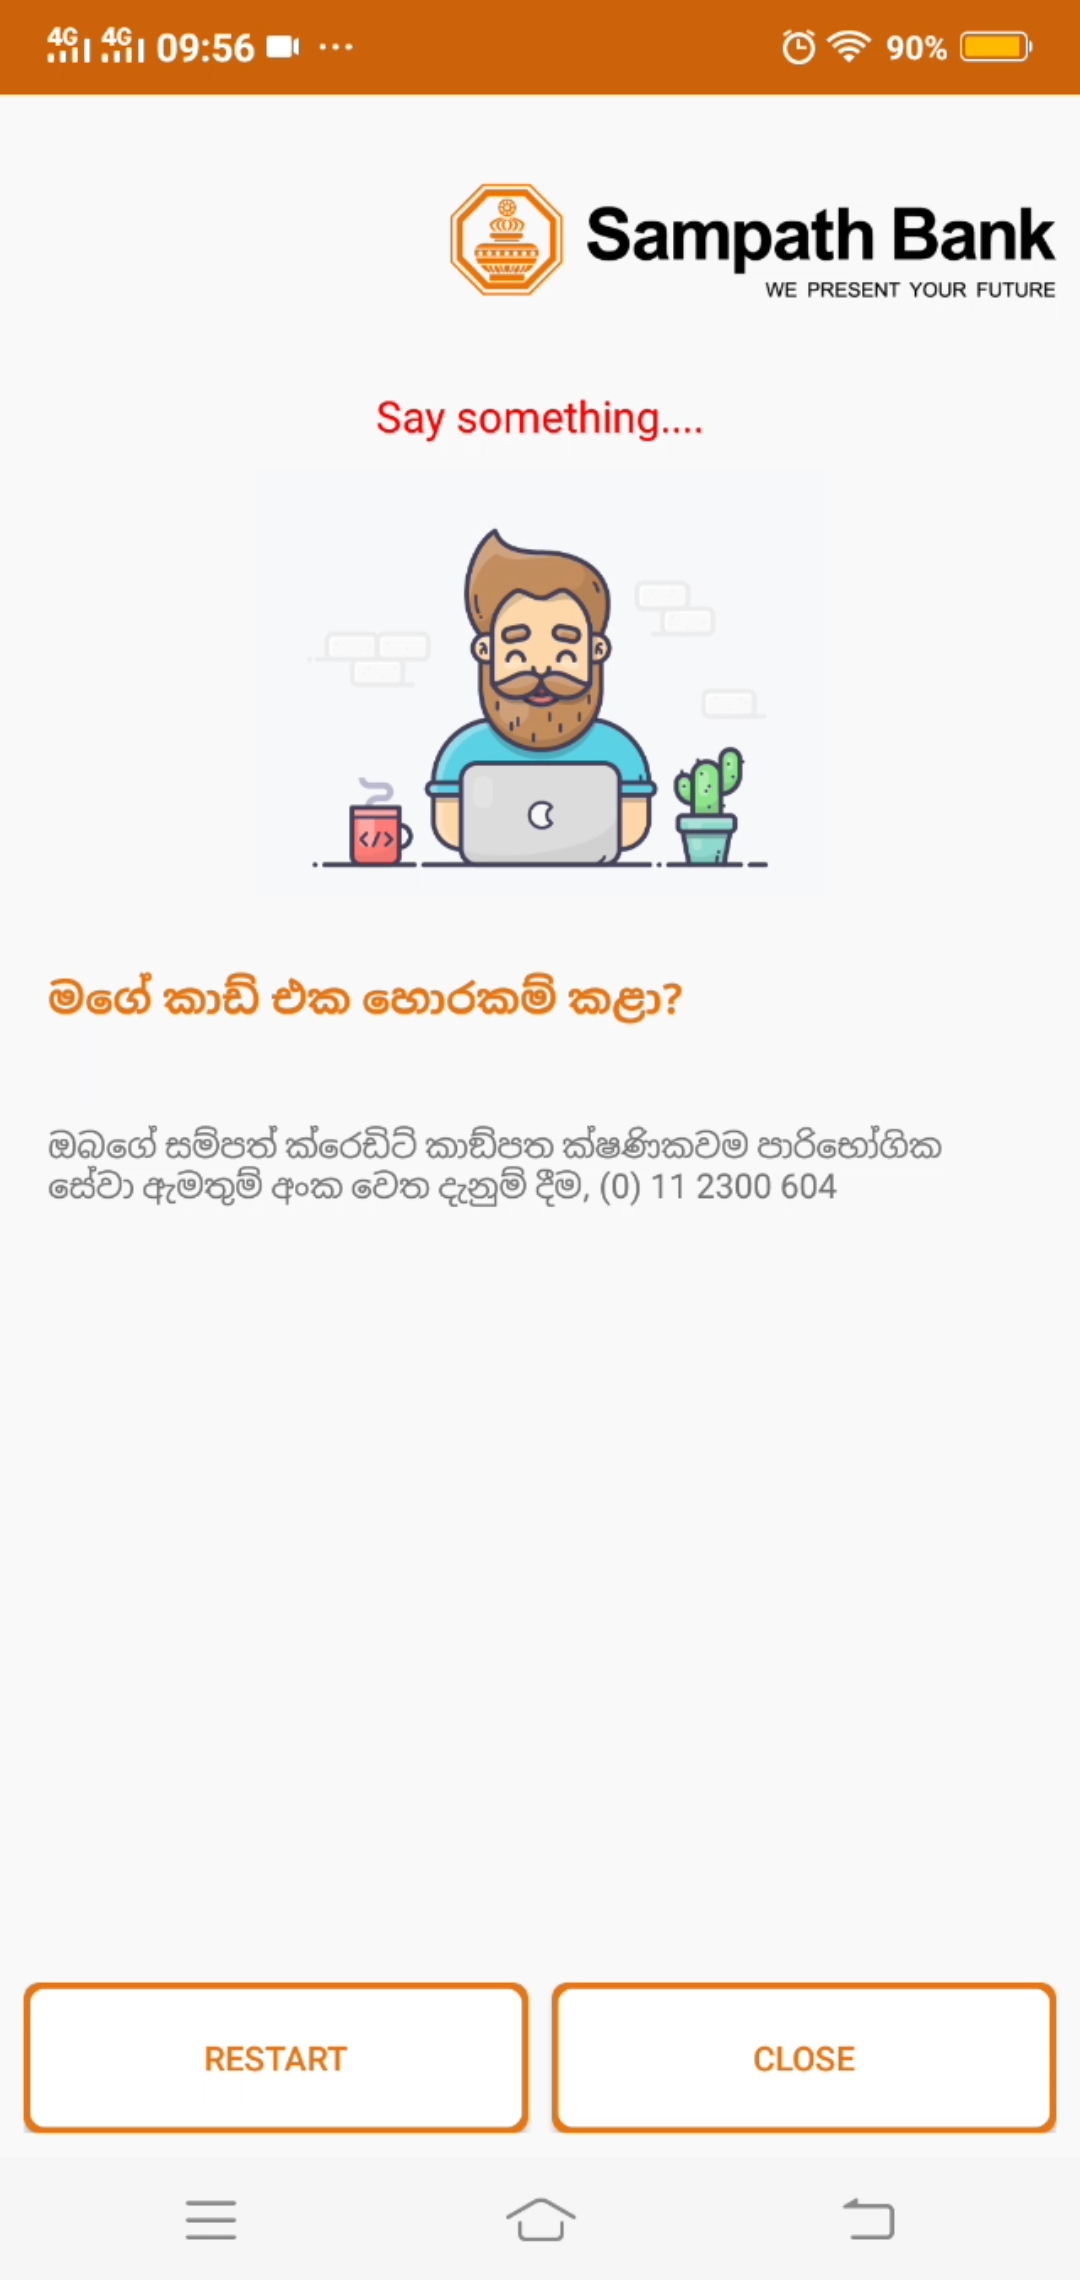 4G 4G 09:56 ... 90%
Sampath Bank
WE PRESENT YOUR FUTURE
Say something....
</>
මගේ කාඩ් එක හොරකම් කළා?
ඔබගේ සම්පත් ක්රෙඩිට් කාඩ්පත ක්ෂණිකවම පාරිභෝගික
සේවා ඇමතුම් අංක වෙත දැනුම් දීම, (0) 11 2300 604
RESTART
CLOSE